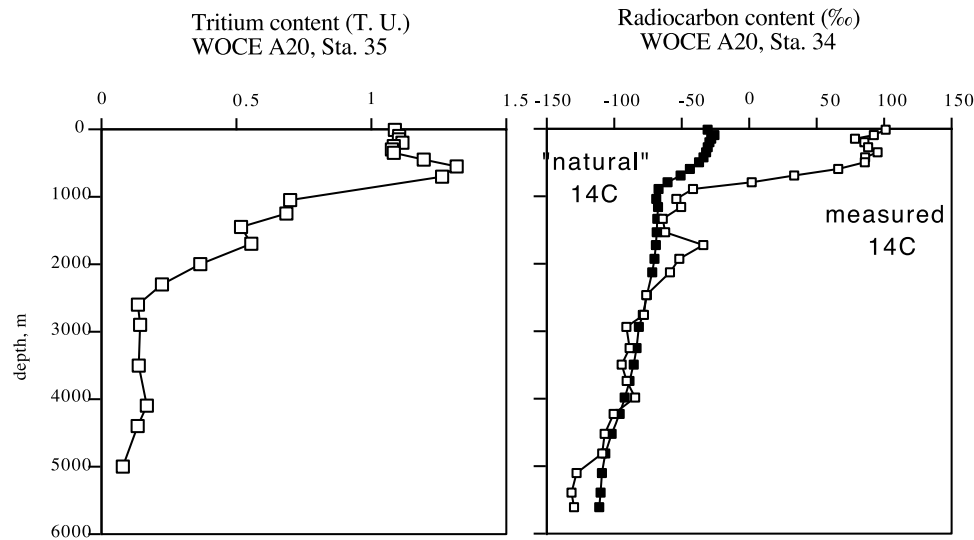 Tritium content (T. U.)
WOCE A20, Sta. 35
0 0.5 1 1.5
0
1000
2000
3000
4000
5000
6000
depth, m
Radiocarbon content (‰)
WOCE A20, Sta. 34
-150 -100 -50 0 50 100 150
"natural"
14C
measured
14C